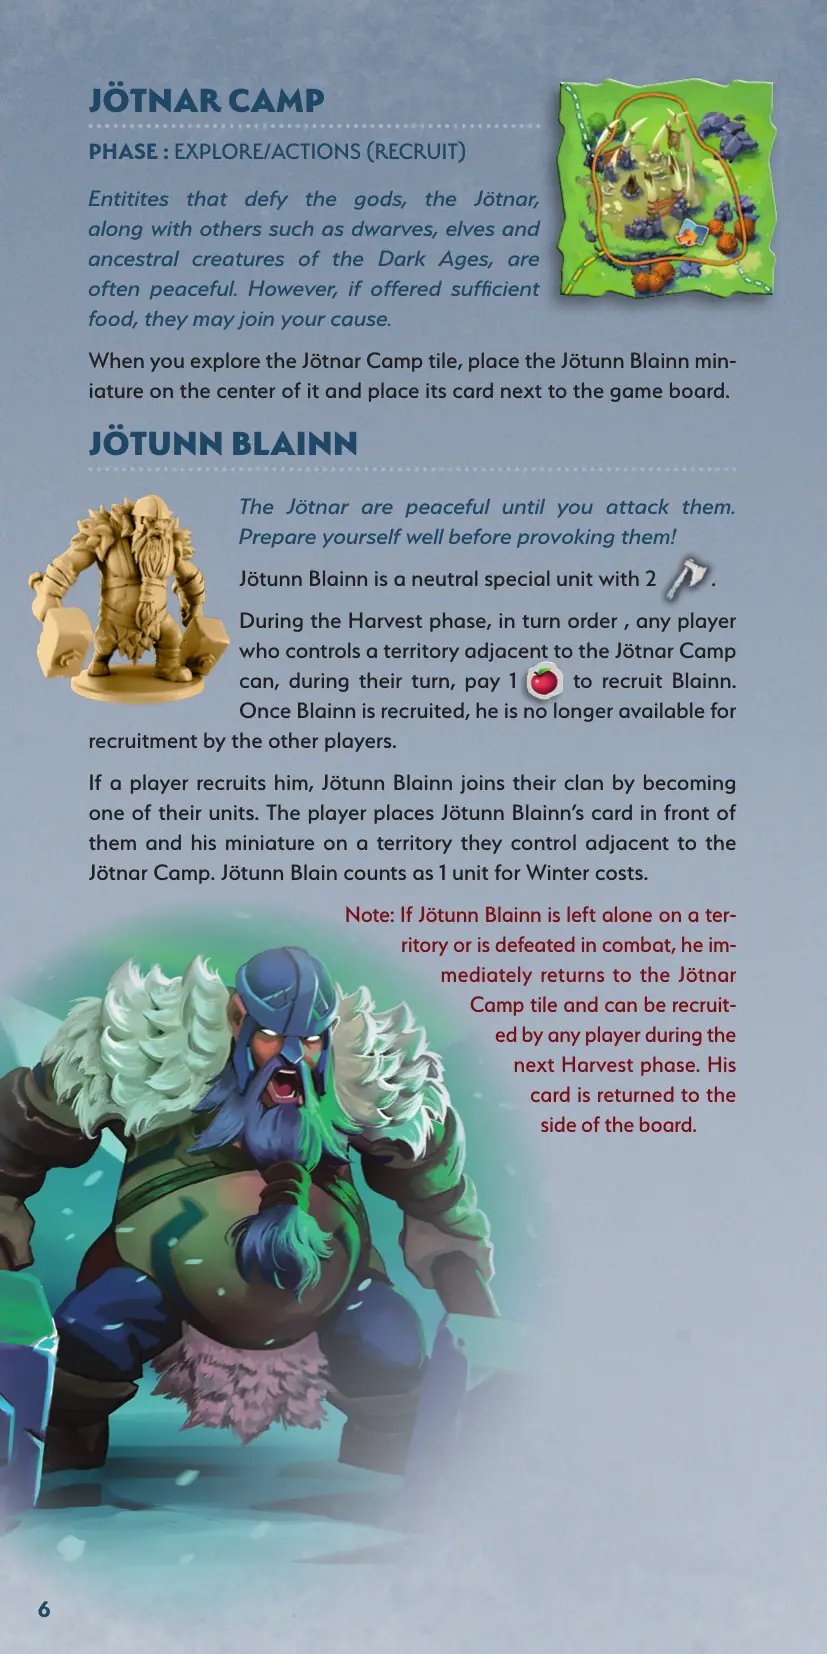 JÖTNAR CAMP
PHASE : EXPLORE/ACTIONS (RECRUIT)
Entitites that defy the gods, the Jötnar,
along with others such as dwarves, elves and
ancestral creatures of the Dark Ages, are
often peaceful. However, if offered sufficient
food, they may join your cause.
When you explore the Jötnar Camp tile, place the Jötunn Blainn min-
iature on the center of it and place its card next to the game board.
JÖTUNN BLAINN
The Jötnar are peaceful until you attack them.
Prepare yourself well before provoking them!
Jötunn Blainn is a neutral special unit with 2 .
During the Harvest phase, in turn order , any player
who controls a territory adjacent to the Jötnar Camp
can, during their turn, pay 1 to recruit Blainn.
Once Blainn is recruited, he is no longer available for
recruitment by the other players.
If a player recruits him, Jötunn Blainn joins their clan by becoming
one of their units. The player places Jötunn Blainn’s card in front of
them and his miniature on a territory they control adjacent to the
Jötnar Camp. Jötunn Blain counts as 1 unit for Winter costs.
Note: If Jötunn Blainn is left alone on a ter-
ritory or is defeated in combat, he im-
mediately returns to the Jötnar
Camp tile and can be recruit-
ed by any player during the
next Harvest phase. His
card is returned to the
side of the board.
6